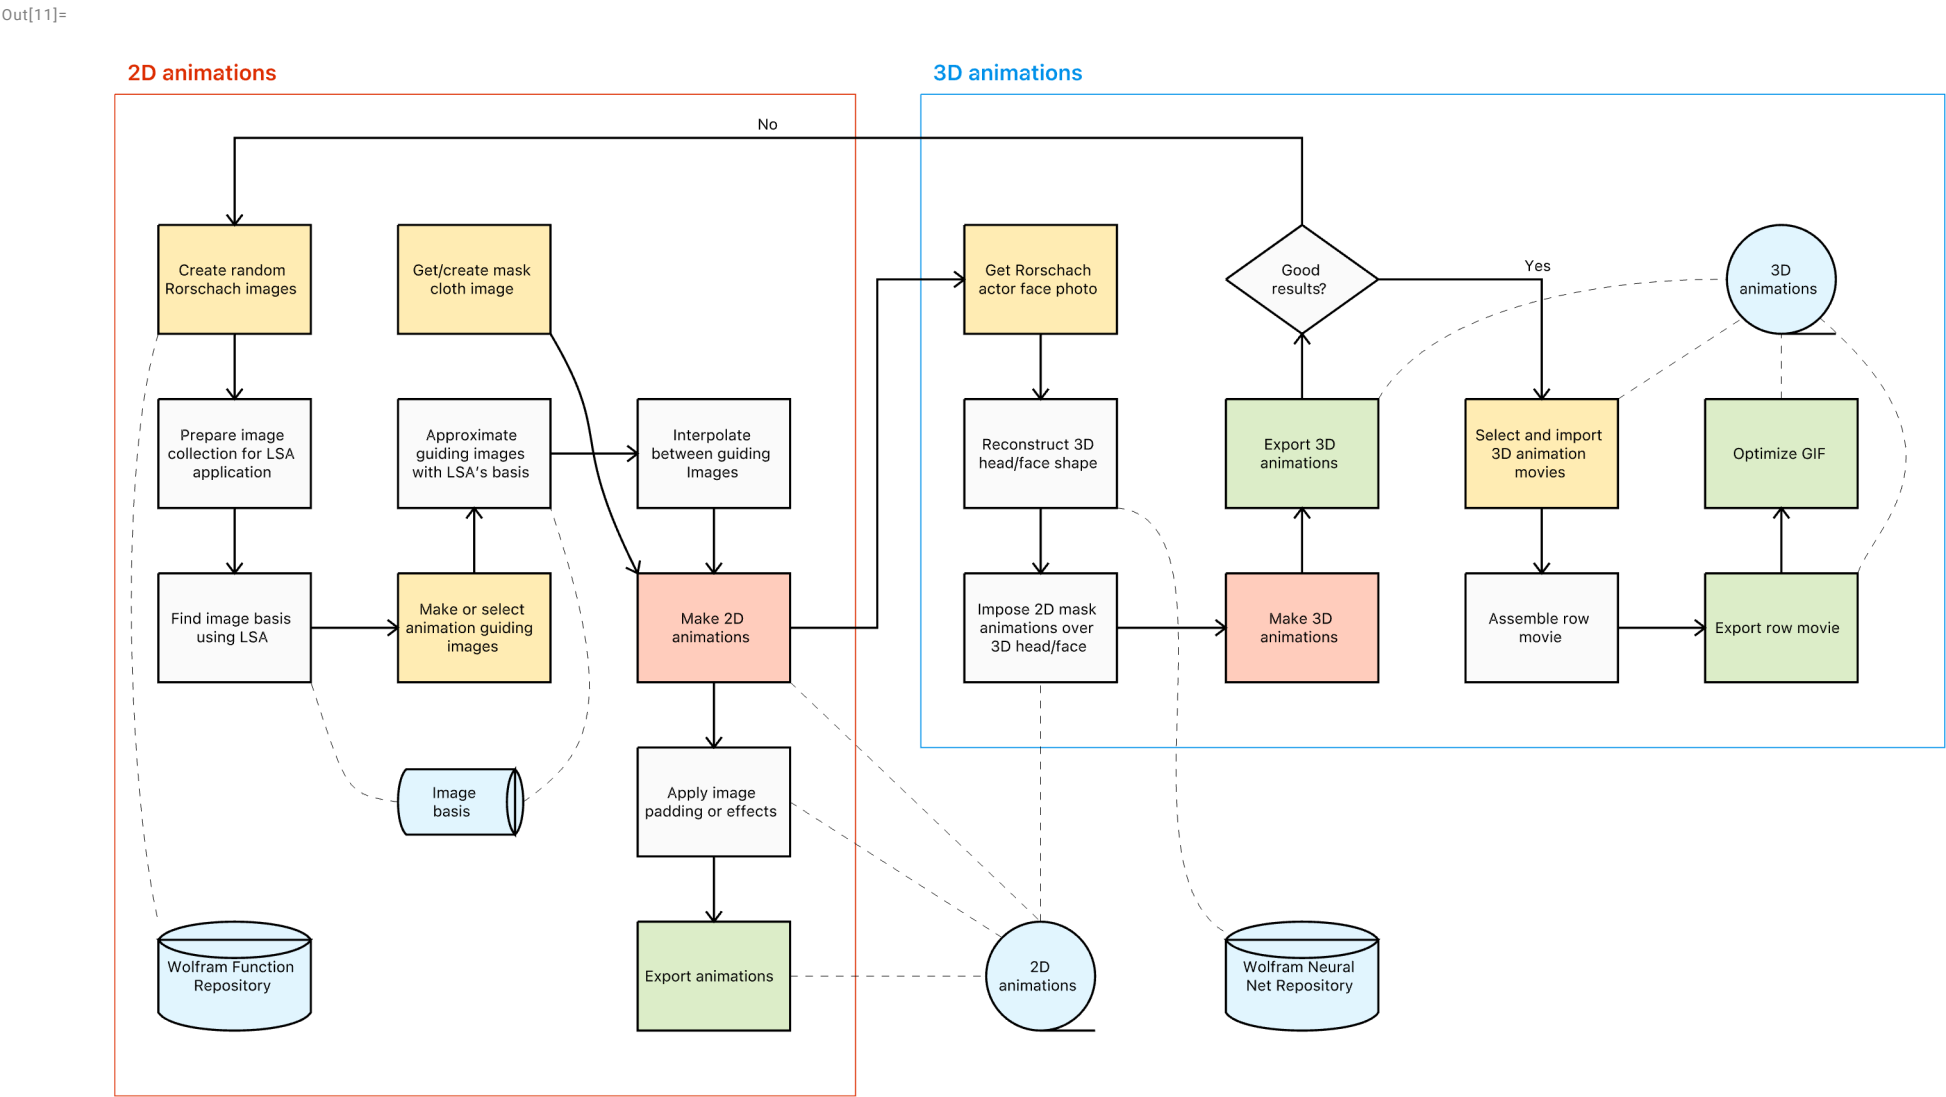 Out[11]=
2D animations
3D animations
No
Create random
Rorschach images
Get/create mask
cloth image
Get Rorschach
actor face photo
Good
results?
Yes
3D
animations
Prepare image
collection for LSA
application
Approximate
guiding images
with LSA's basis
Interpolate
between guiding
Images
Reconstruct 3D
head/face shape
Export 3D
animations
Select and import
3D animation
movies
Optimize GIF
Find image basis
using LSA
Make or select
animation guiding
images
Make 2D
animations
Impose 2D mask
animations over
3D head/face
Make 3D
animations
Assemble row
movie
Export row movie
Image
basis
Apply image
padding or effects
Wolfram Function
Repository
Export animations
2D
animations
Wolfram Neural
Net Repository